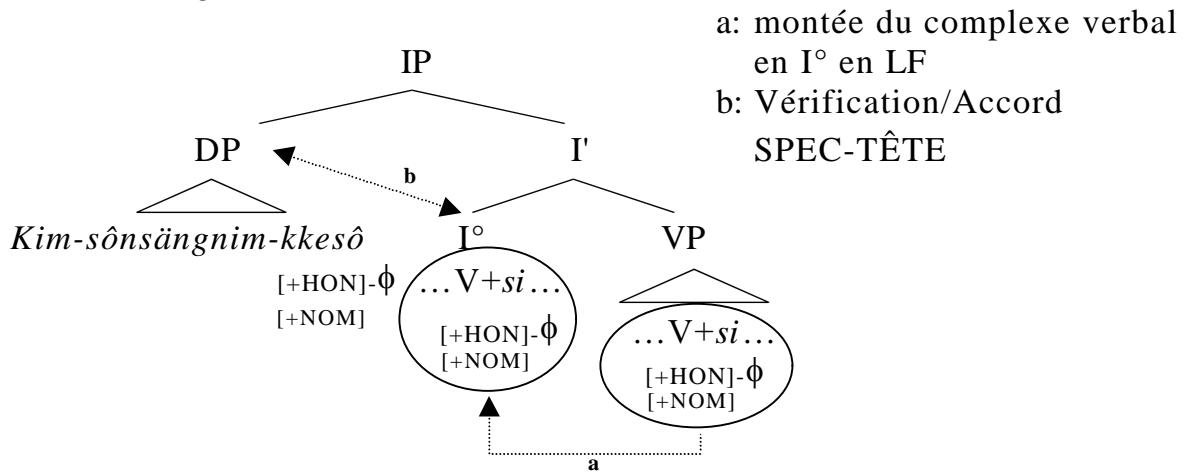 a: montée du complexe verbal
en I° en LF
b: Vérification/Accord
SPEC-TÊTE
IP
DP
I'
b
Kim-sônsängnim-kkesô
I°
VP
[+HON]-ϕ
[+NOM]
…V+si…
[+HON]-ϕ
[+NOM]
…V+si…
[+HON]-ϕ
[+NOM]
a